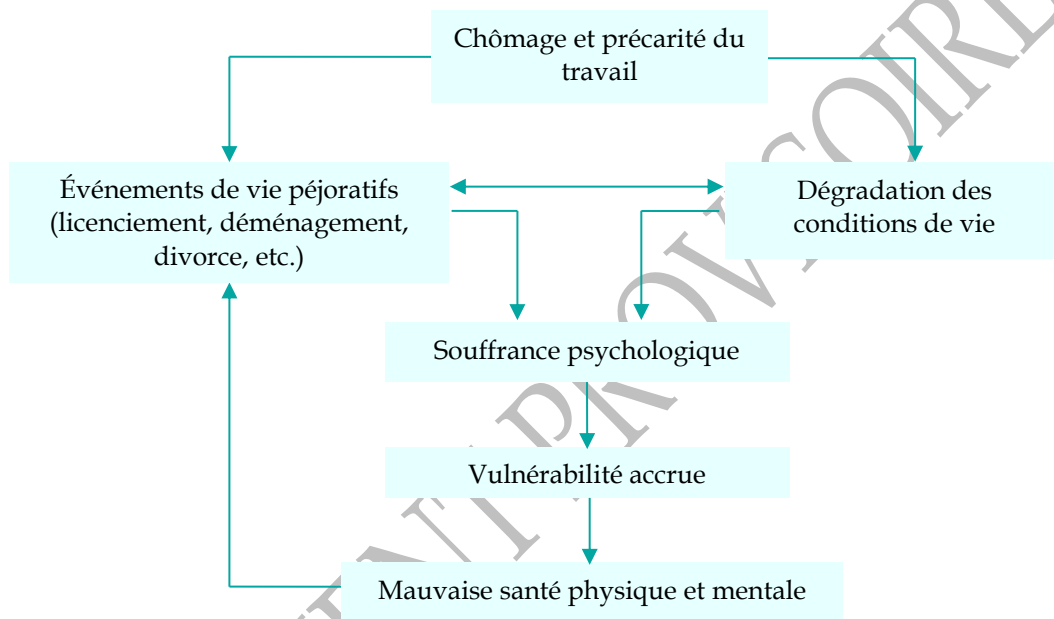 Chômage et précarité du
travail
Événements de vie péjoratifs
(licenciement, déménagement,
divorce, etc.)
Dégradation des
conditions de vie
Souffrance psychologique
Vulnérabilité accrue
Mauvaise santé physique et mentale
PROVISOIRE